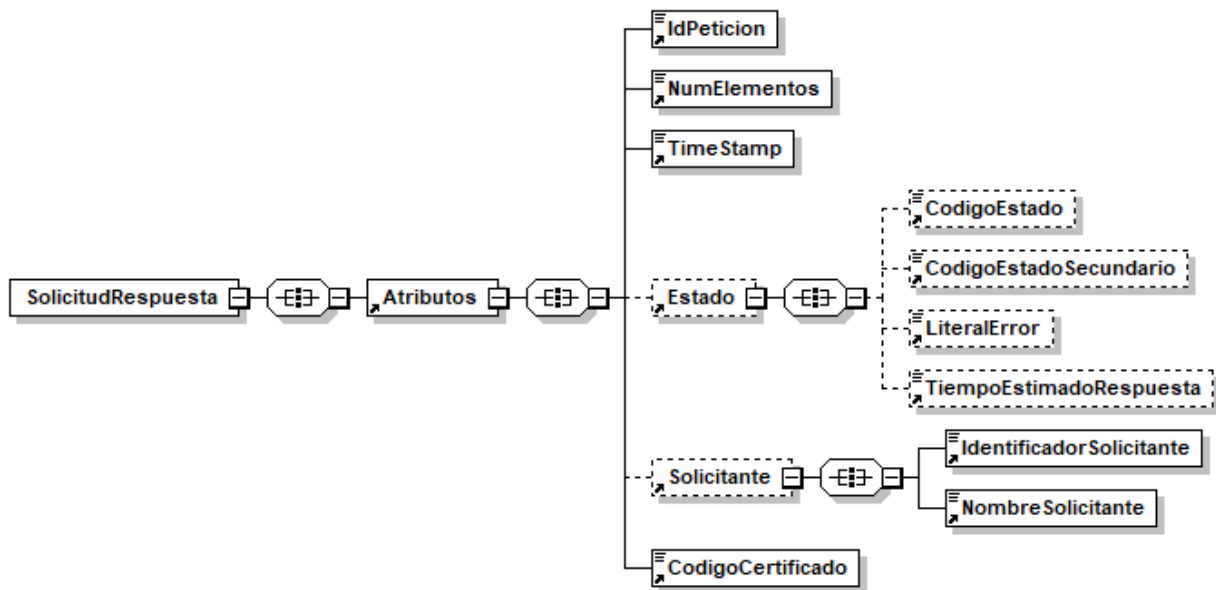 IdPeticion
NumElementos
TimeStamp
CodigoEstado
CodigoEstadoSecundario
SolicitudRespuesta
Atributos
Estado
LiteralError
TiempoEstimadoRespuesta
IdentificadorSolicitante
Solicitante
NombreSolicitante
CodigoCertificado